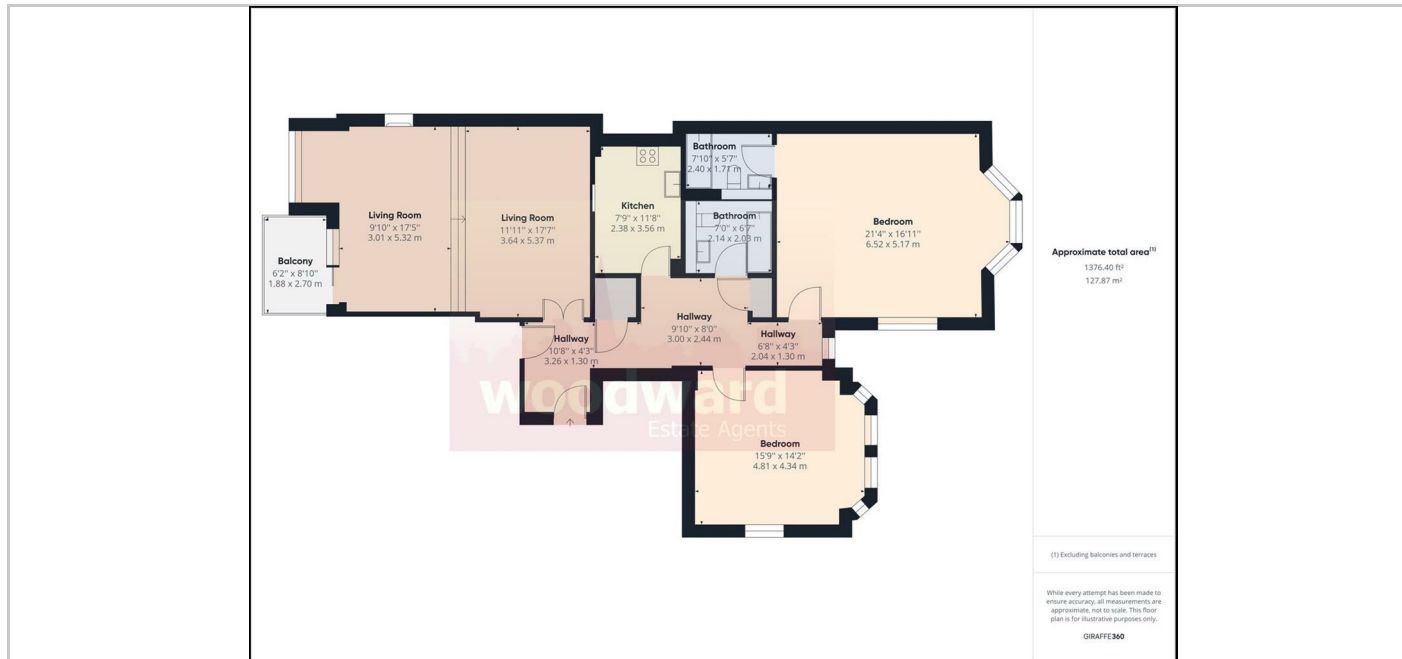 Living Room
9'10" x 17'5"
3.01 x 5.32 m
Living Room
11'11" x 17'7"
3.64 x 5.37 m
Balcony
6'2" x 8'10"
1.88 x 2.70 m
Kitchen
7'9" x 11'8"
2.38 x 3.56 m
Bathroom
7'10" x 5'7"
2.40 x 1.71 m
Bathroom
7'0" x 6'7"
2.14 x 2.03 m
Bedroom
21'4" x 16'11"
6.52 x 5.17 m
Hallway
10'8" x 4'3"
3.26 x 1.30 m
Hallway
9'10" x 8'0"
3.00 x 2.44 m
Hallway
6'8" x 4'3"
2.04 x 1.30 m
woodward
Estate Agents
Bedroom
15'9" x 14'2"
4.81 x 4.34 m
Approximate total area(1)
1376.40 ft²
127.87 m²
(1) Excluding balconies and terraces
While every attempt has been made to
ensure accuracy, all measurements are
approximate, not to scale. This floor
plan is for illustrative purposes only.
GIRAFFE360